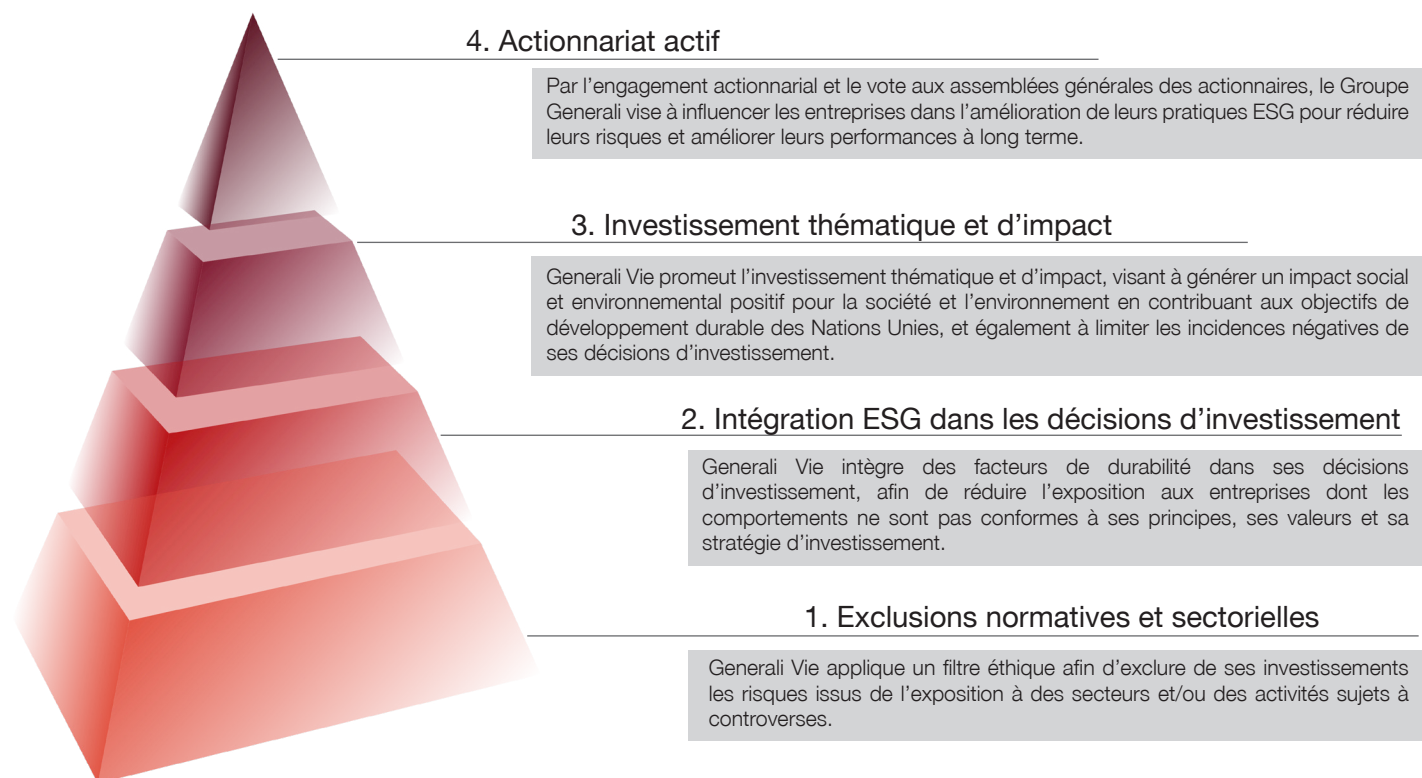 4. Actionnariat actif
Par l’engagement actionnarial et le vote aux assemblées générales des actionnaires, le Groupe
Generali vise à influencer les entreprises dans l’amélioration de leurs pratiques ESG pour réduire
leurs risques et améliorer leurs performances à long terme.
3. Investissement thématique et d’impact
Generali Vie promeut l’investissement thématique et d’impact, visant à générer un impact social
et environnemental positif pour la société et l’environnement en contribuant aux objectifs de
développement durable des Nations Unies, et également à limiter les incidences négatives de
ses décisions d’investissement.
2. Intégration ESG dans les décisions d’investissement
Generali Vie intègre des facteurs de durabilité dans ses décisions
d’investissement, afin de réduire l’exposition aux entreprises dont les
comportements ne sont pas conformes à ses principes, ses valeurs et sa
stratégie d’investissement.
1. Exclusions normatives et sectorielles
Generali Vie applique un filtre éthique afin d’exclure de ses investissements
les risques issus de l’exposition à des secteurs et/ou des activités sujets à
controverses.